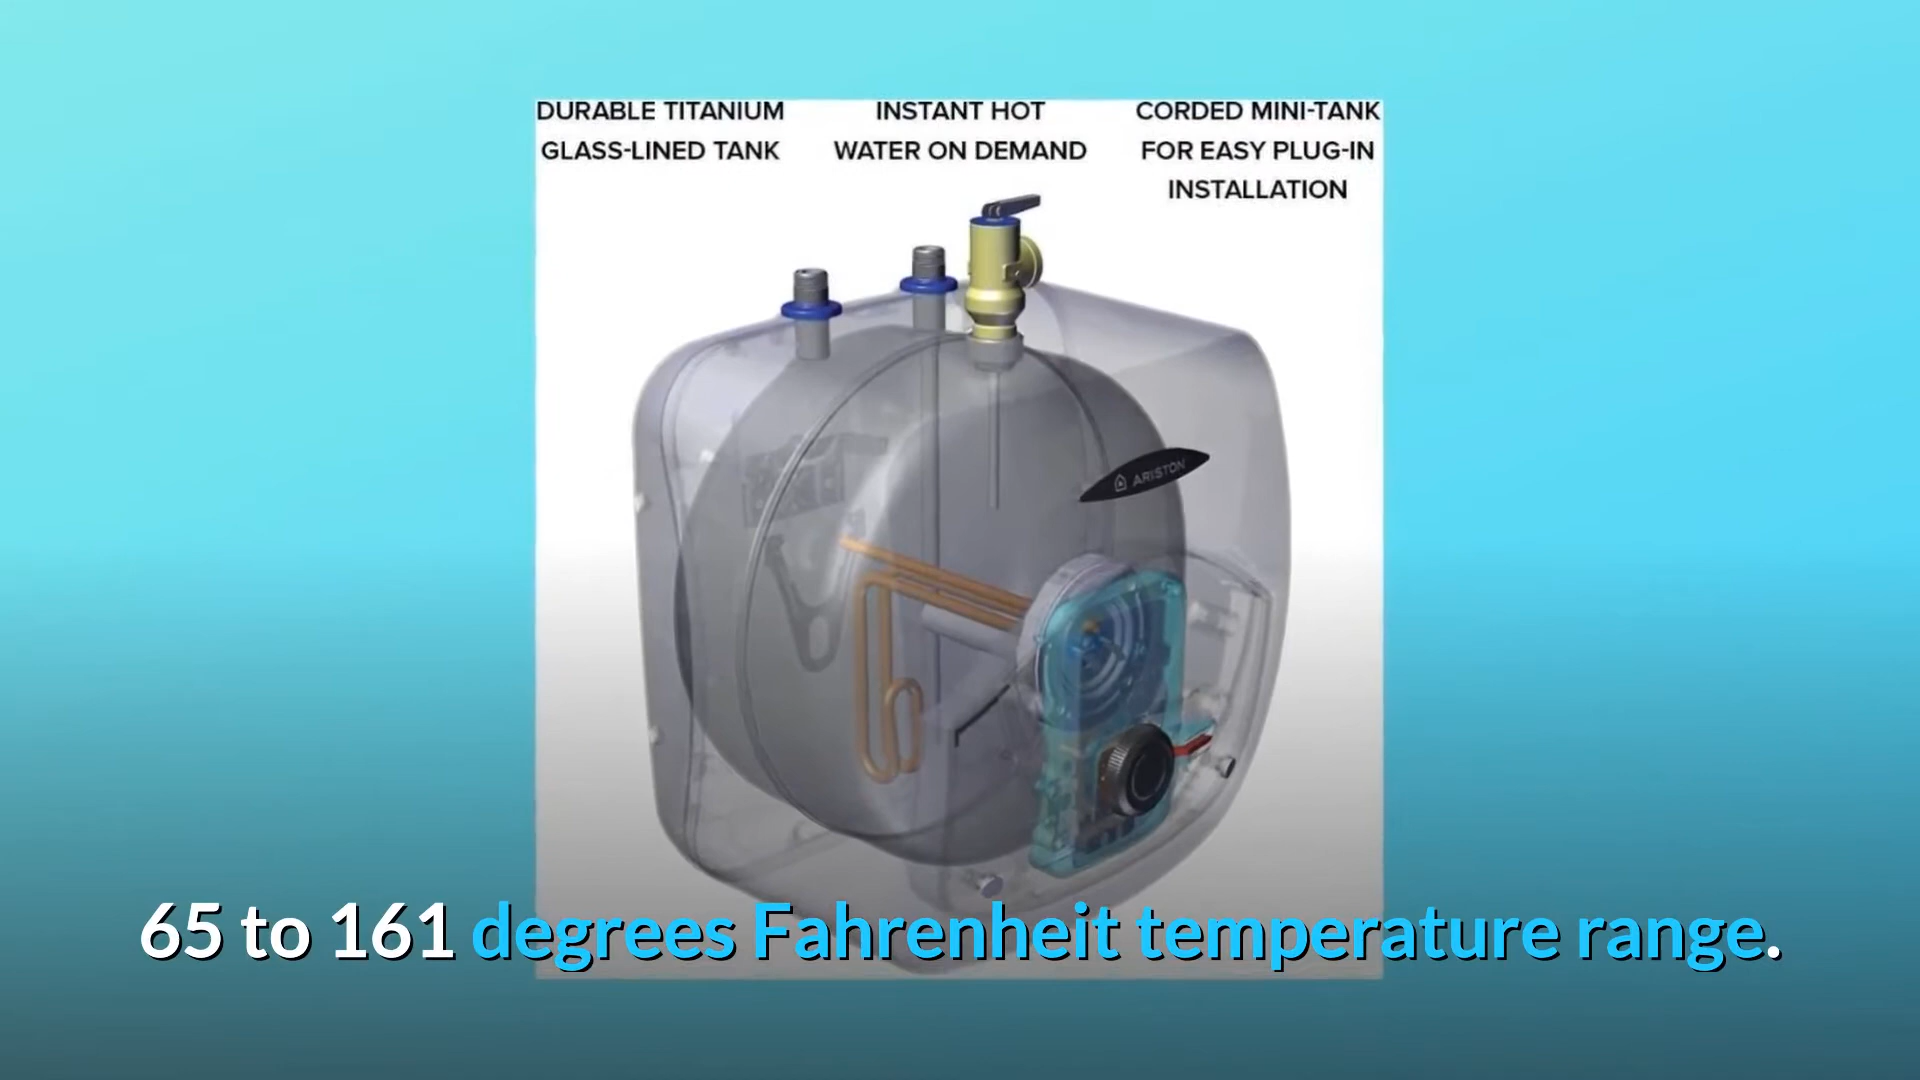 DURABLE TITANIUM
GLASS-LINED TANK
INSTANT HOT
WATER ON DEMAND
CORDED MINI-TANK
FOR EASY PLUG-IN
INSTALLATION
ARISTON
65 to 161 degrees Fahrenheit temperature range.